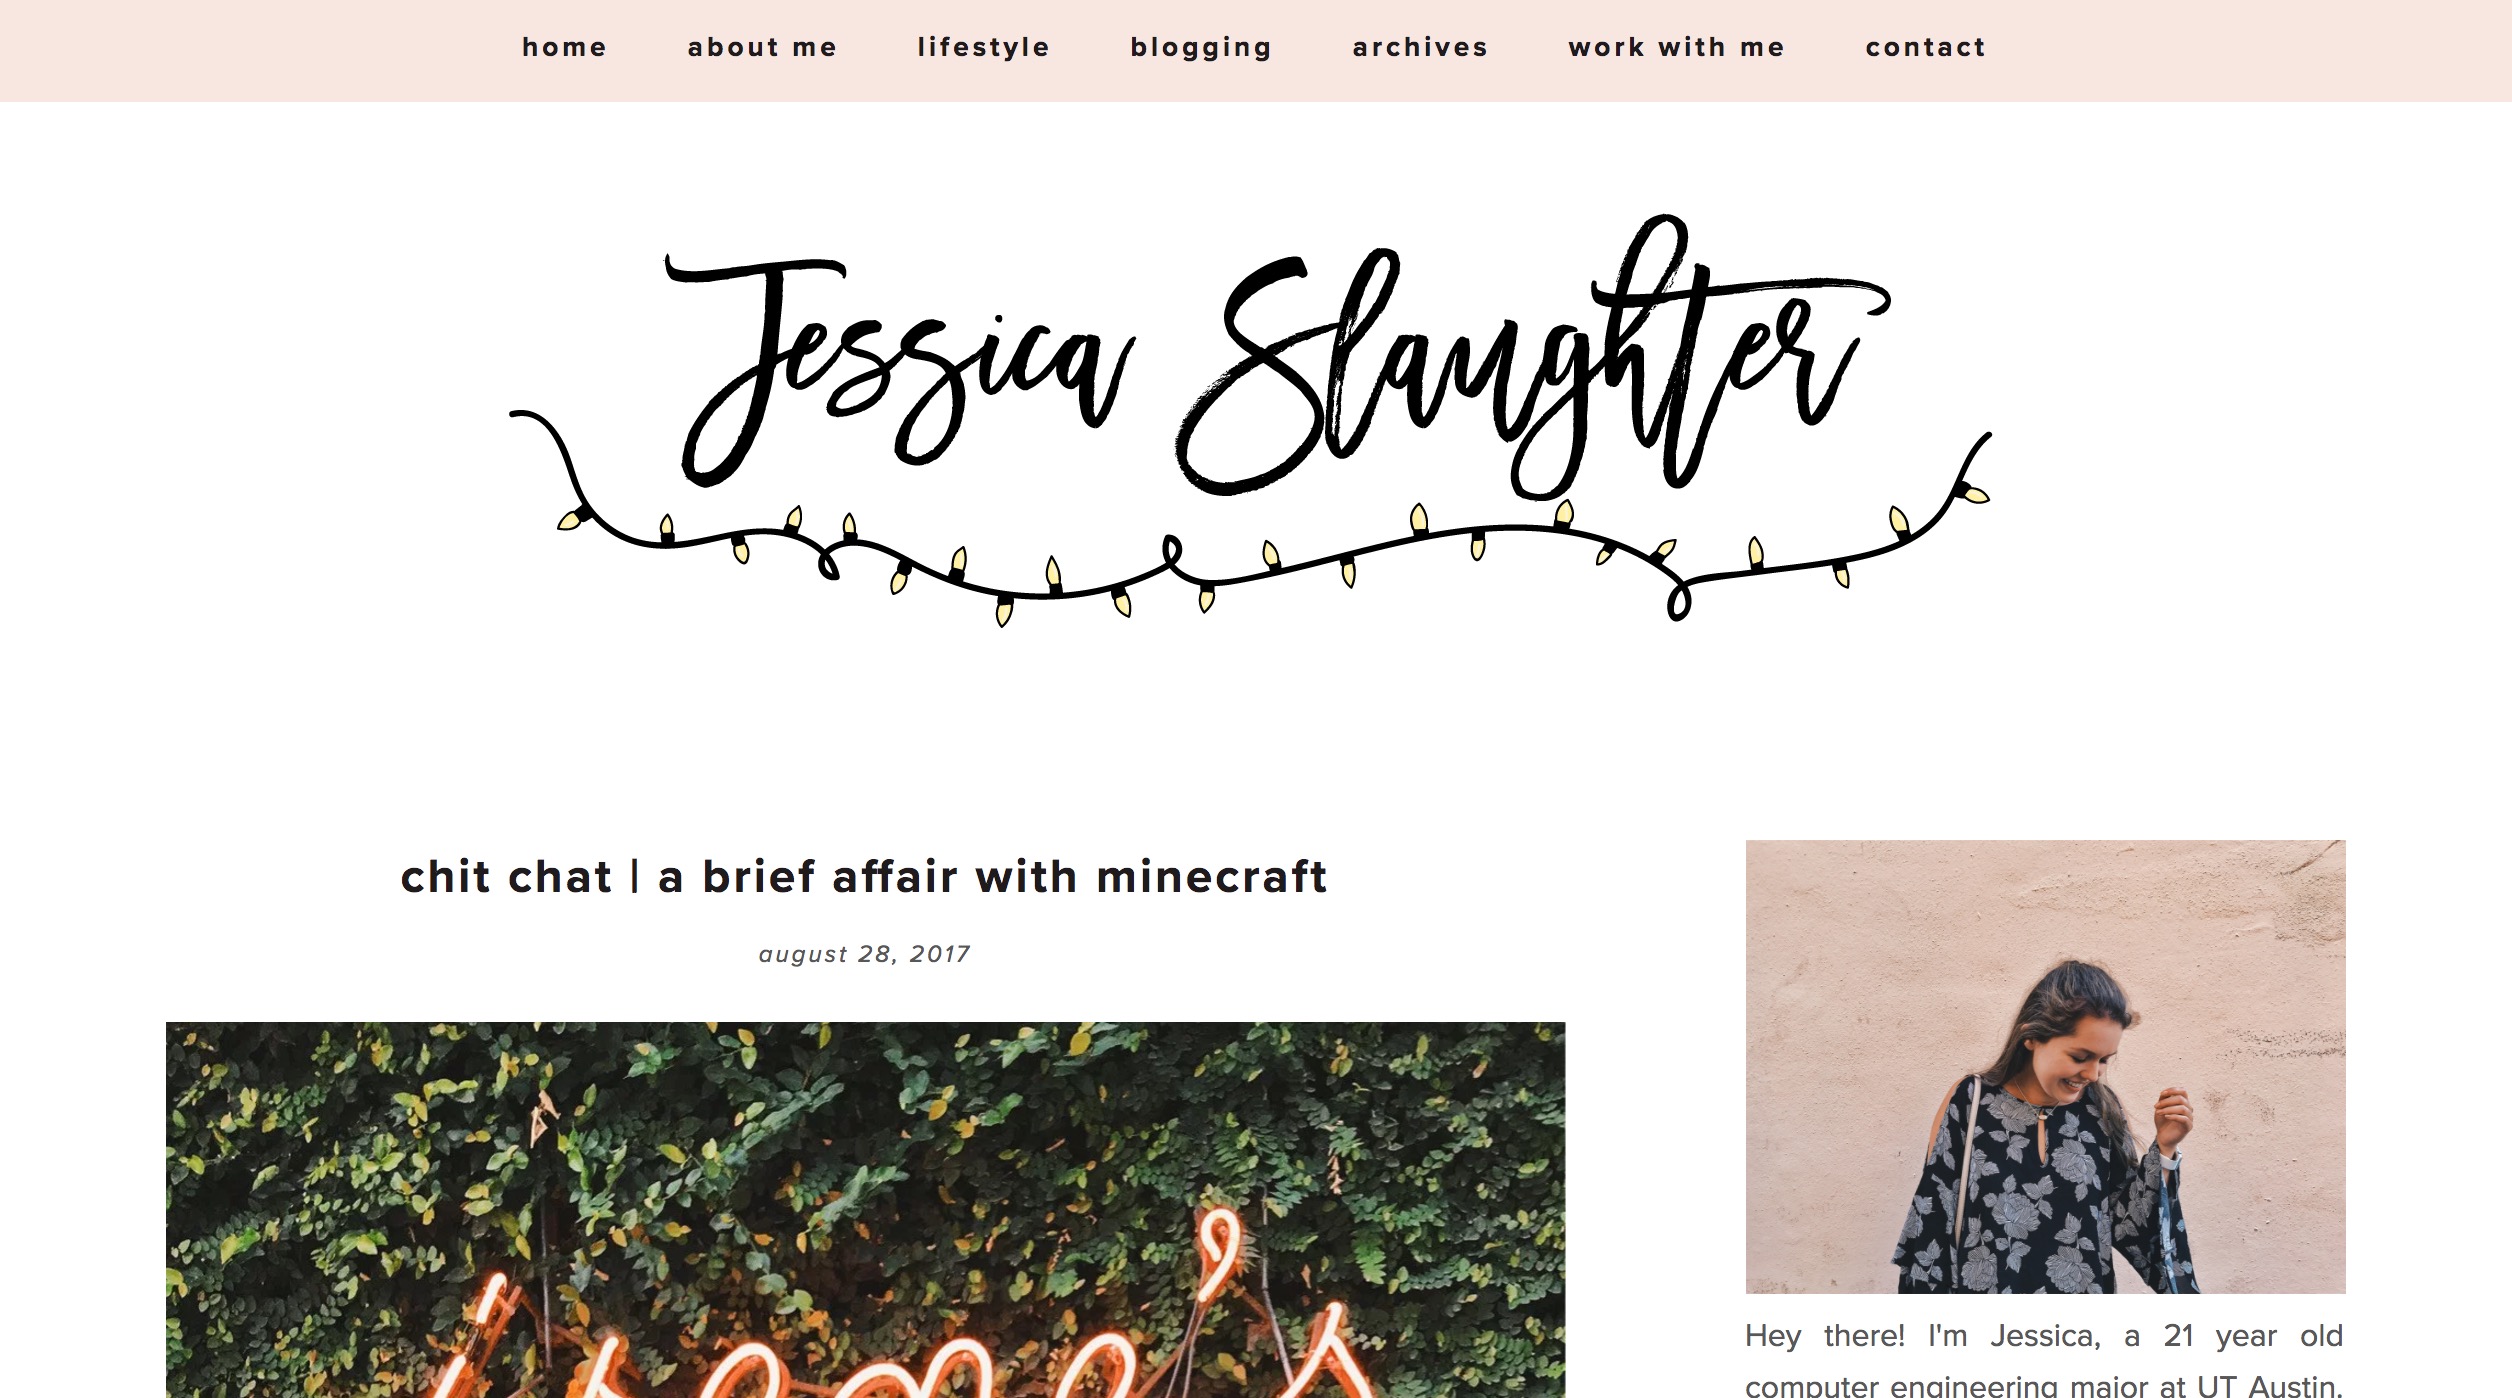 home about me lifestyle blogging archives work with me contact
Jessica Slaughter
chit chat | a brief affair with minecraft
august 28, 2017
Hey there! I'm Jessica, a 21 year old
computer engineering major at UT Austin.